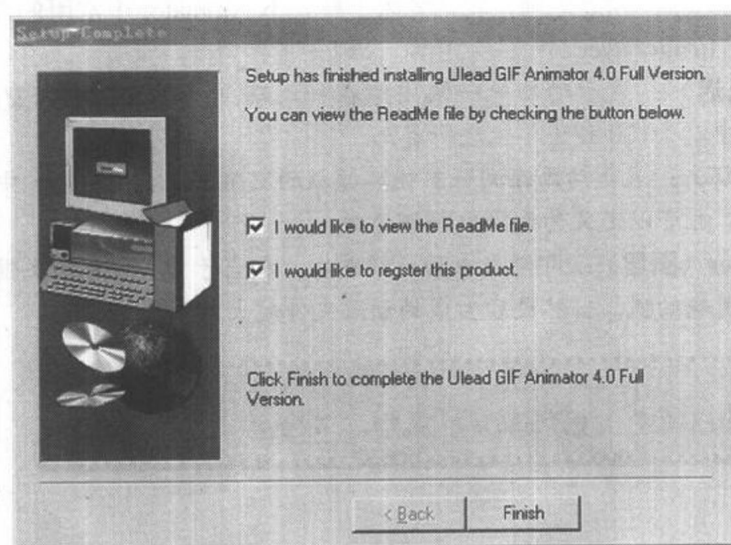 Setup Complete
Setup has finished installing Ulead GIF Animator 4.0 Full Version.
You can view the ReadMe file by checking the button below.
I would like to view the ReadMe file.
I would like to regster this product.
Click Finish to complete the Ulead GIF Animator 4.0 Full
Version.
< Back
Finish